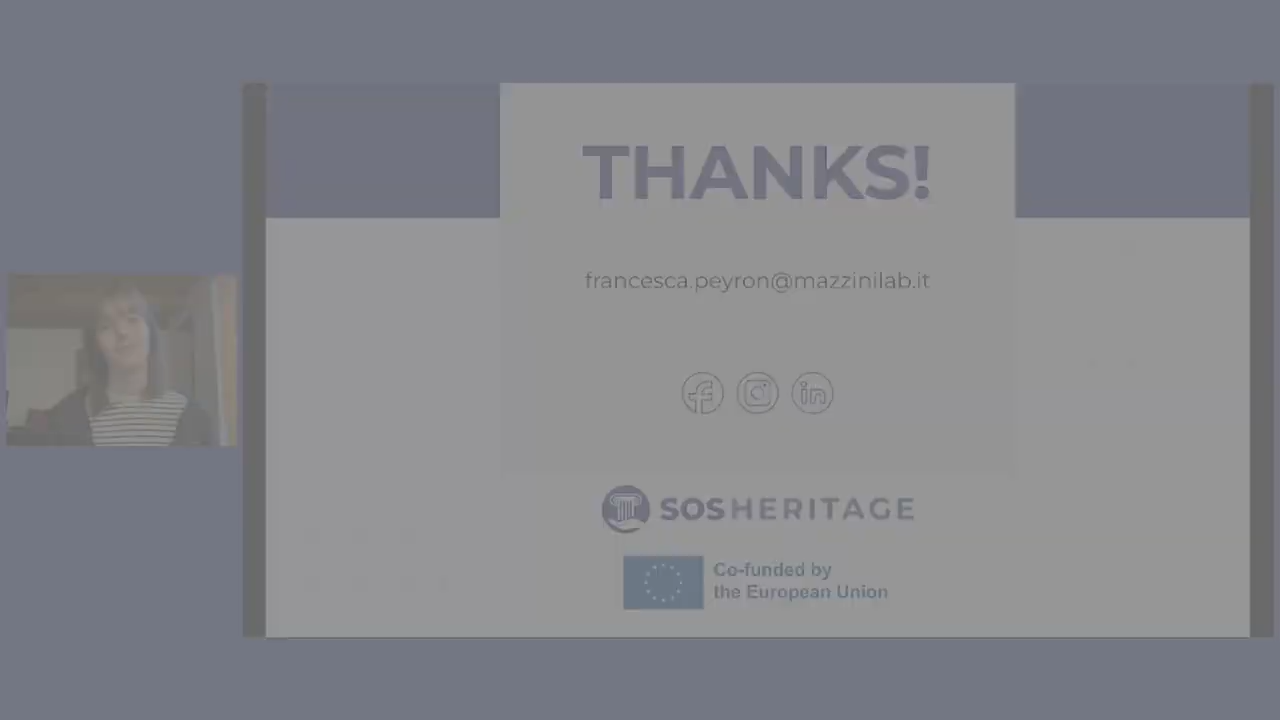 THANKS!
francesca.peyron@mazzinilab.it
SOSHERITAGE
Co-funded by
the European Union